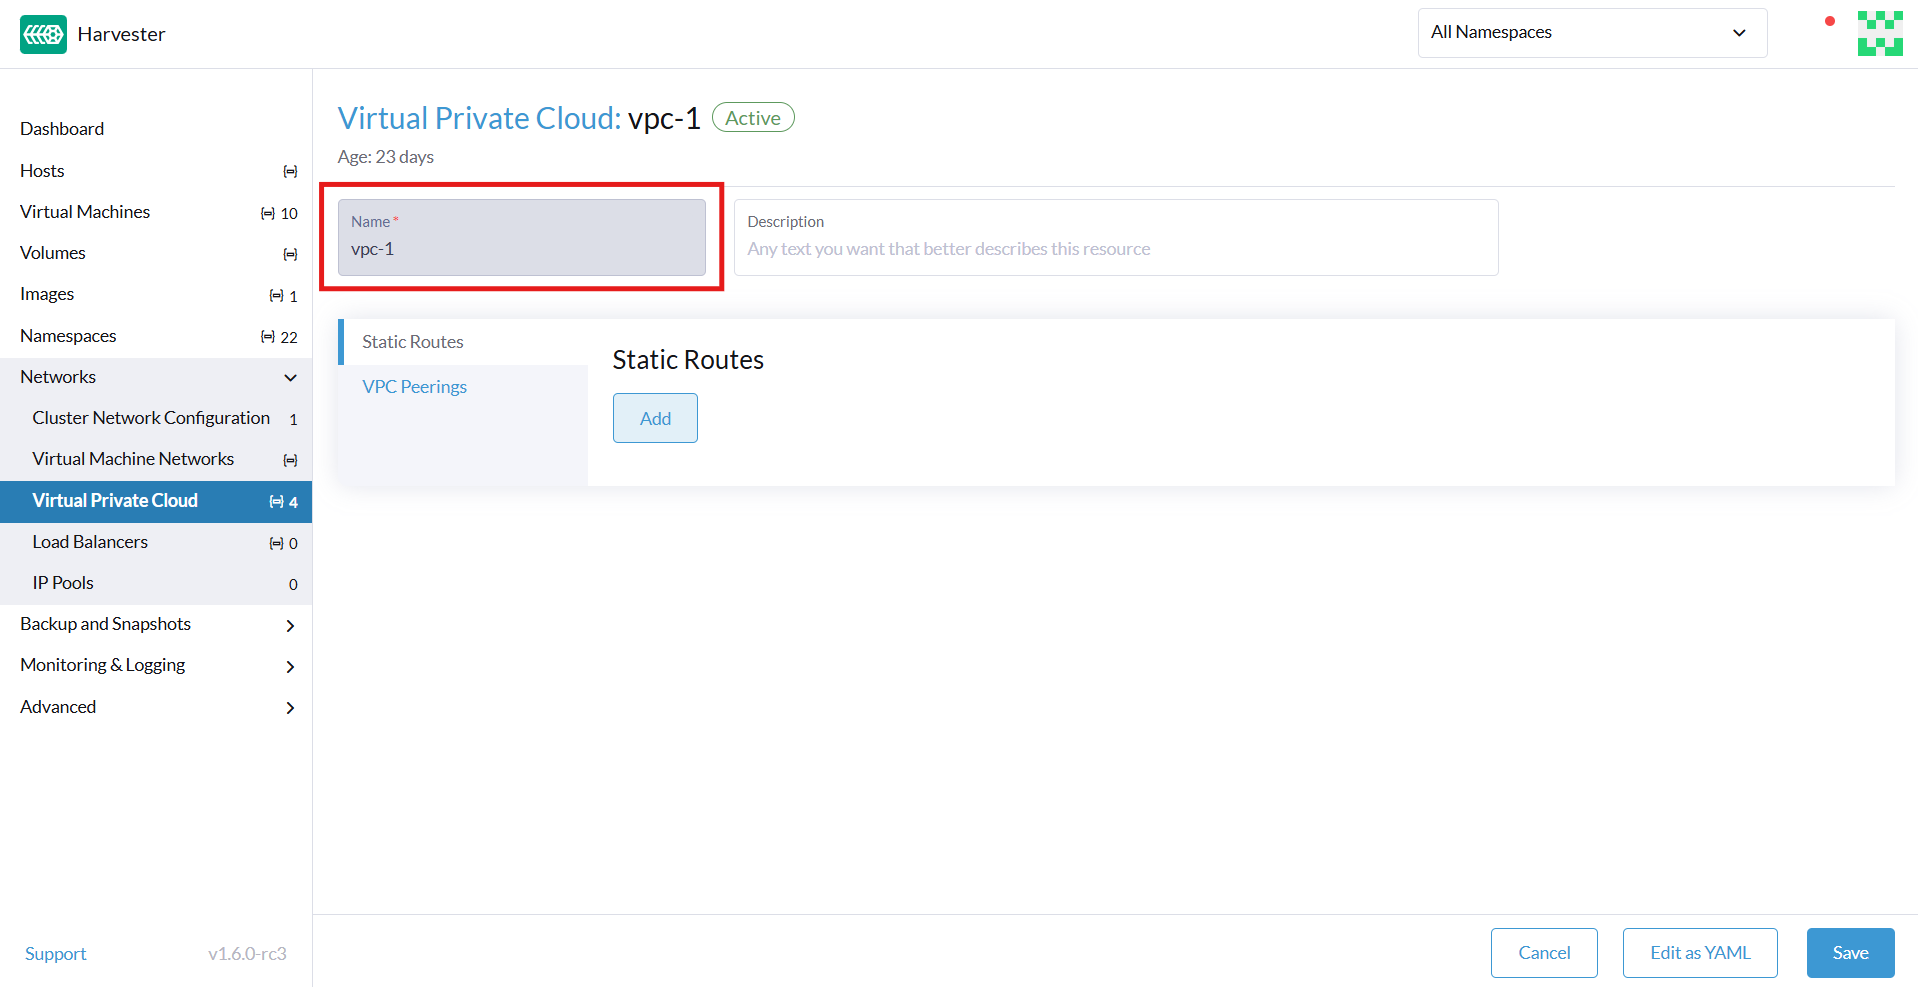 Harvester
All Namespaces
Dashboard
Hosts
Virtual Machines 10
Volumes
Images 1
Namespaces 22
Networks
Cluster Network Configuration 1
Virtual Machine Networks
Virtual Private Cloud 4
Load Balancers 0
IP Pools 0
Backup and Snapshots
Monitoring & Logging
Advanced
Support v1.6.0-rc3
Virtual Private Cloud: vpc-1 Active
Age: 23 days
Name *
vpc-1
Description
Any text you want that better describes this resource
Static Routes
VPC Peerings
Static Routes
Add
Cancel
Edit as YAML
Save